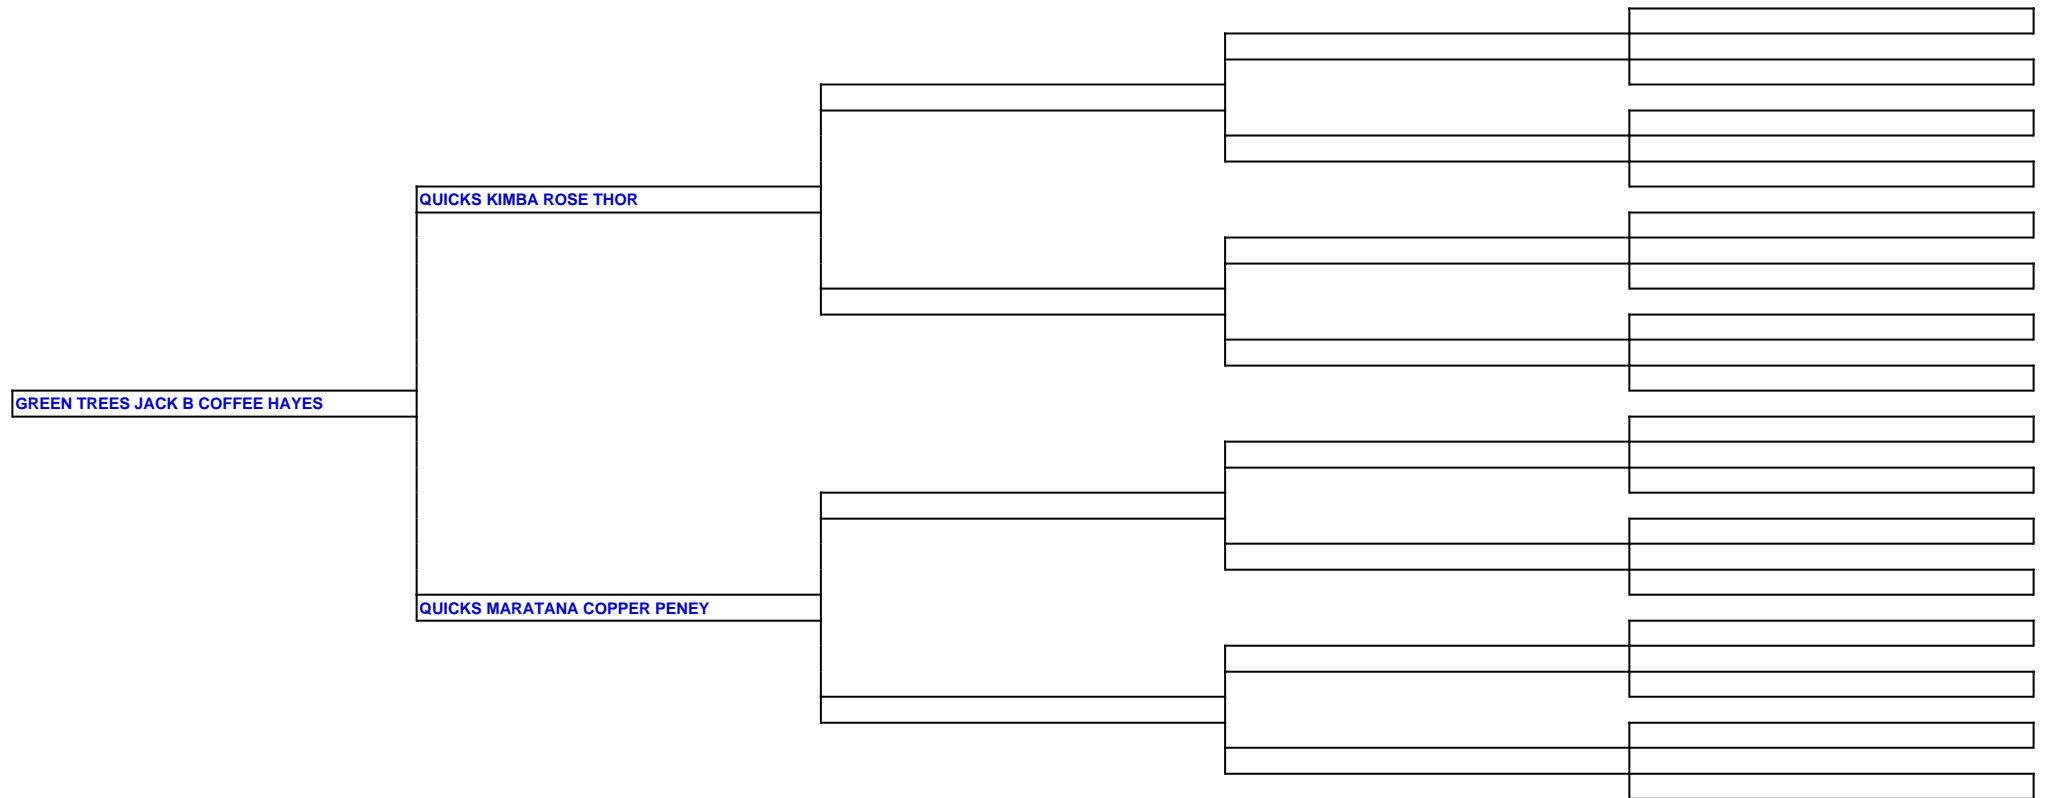 QUICKS KIMBA ROSE THOR
GREEN TREES JACK B COFFEE HAYES
QUICKS MARATANA COPPER PENEY